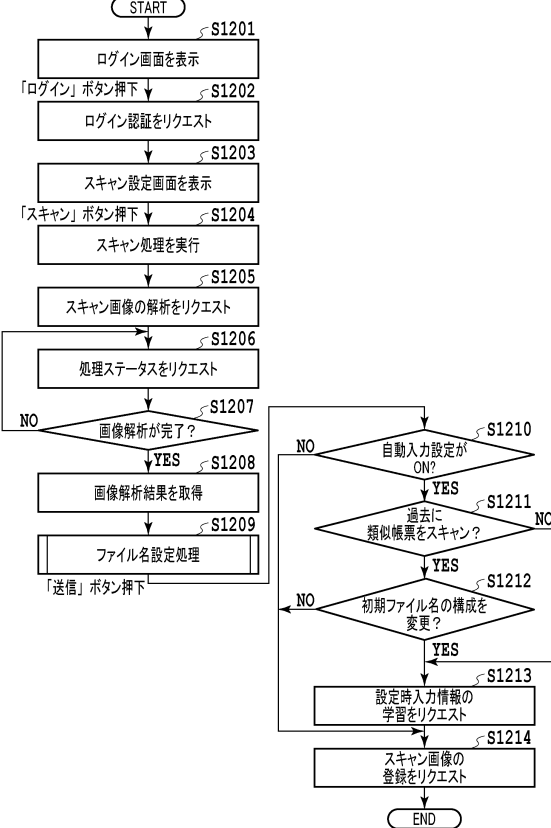 START
S1201
ログイン画面を表示
「ログイン」ボタン押下
S1202
ログイン認証をリクエスト
S1203
スキャン設定画面を表示
「スキャン」ボタン押下
S1204
スキャン処理を実行
S1205
スキャン画像の解析をリクエスト
S1206
処理ステータスをリクエスト
S1207
NO
画像解析が完了？
YES
S1208
画像解析結果を取得
S1209
ファイル名設定処理
「送信」ボタン押下
S1210
NO
自動入力設定が
ON?
YES
S1211
過去に
類似帳票をスキャン？
NO
YES
S1212
NO
初期ファイル名の構成を
変更？
YES
S1213
設定時入力情報の
学習をリクエスト
S1214
スキャン画像の
登録をリクエスト
END